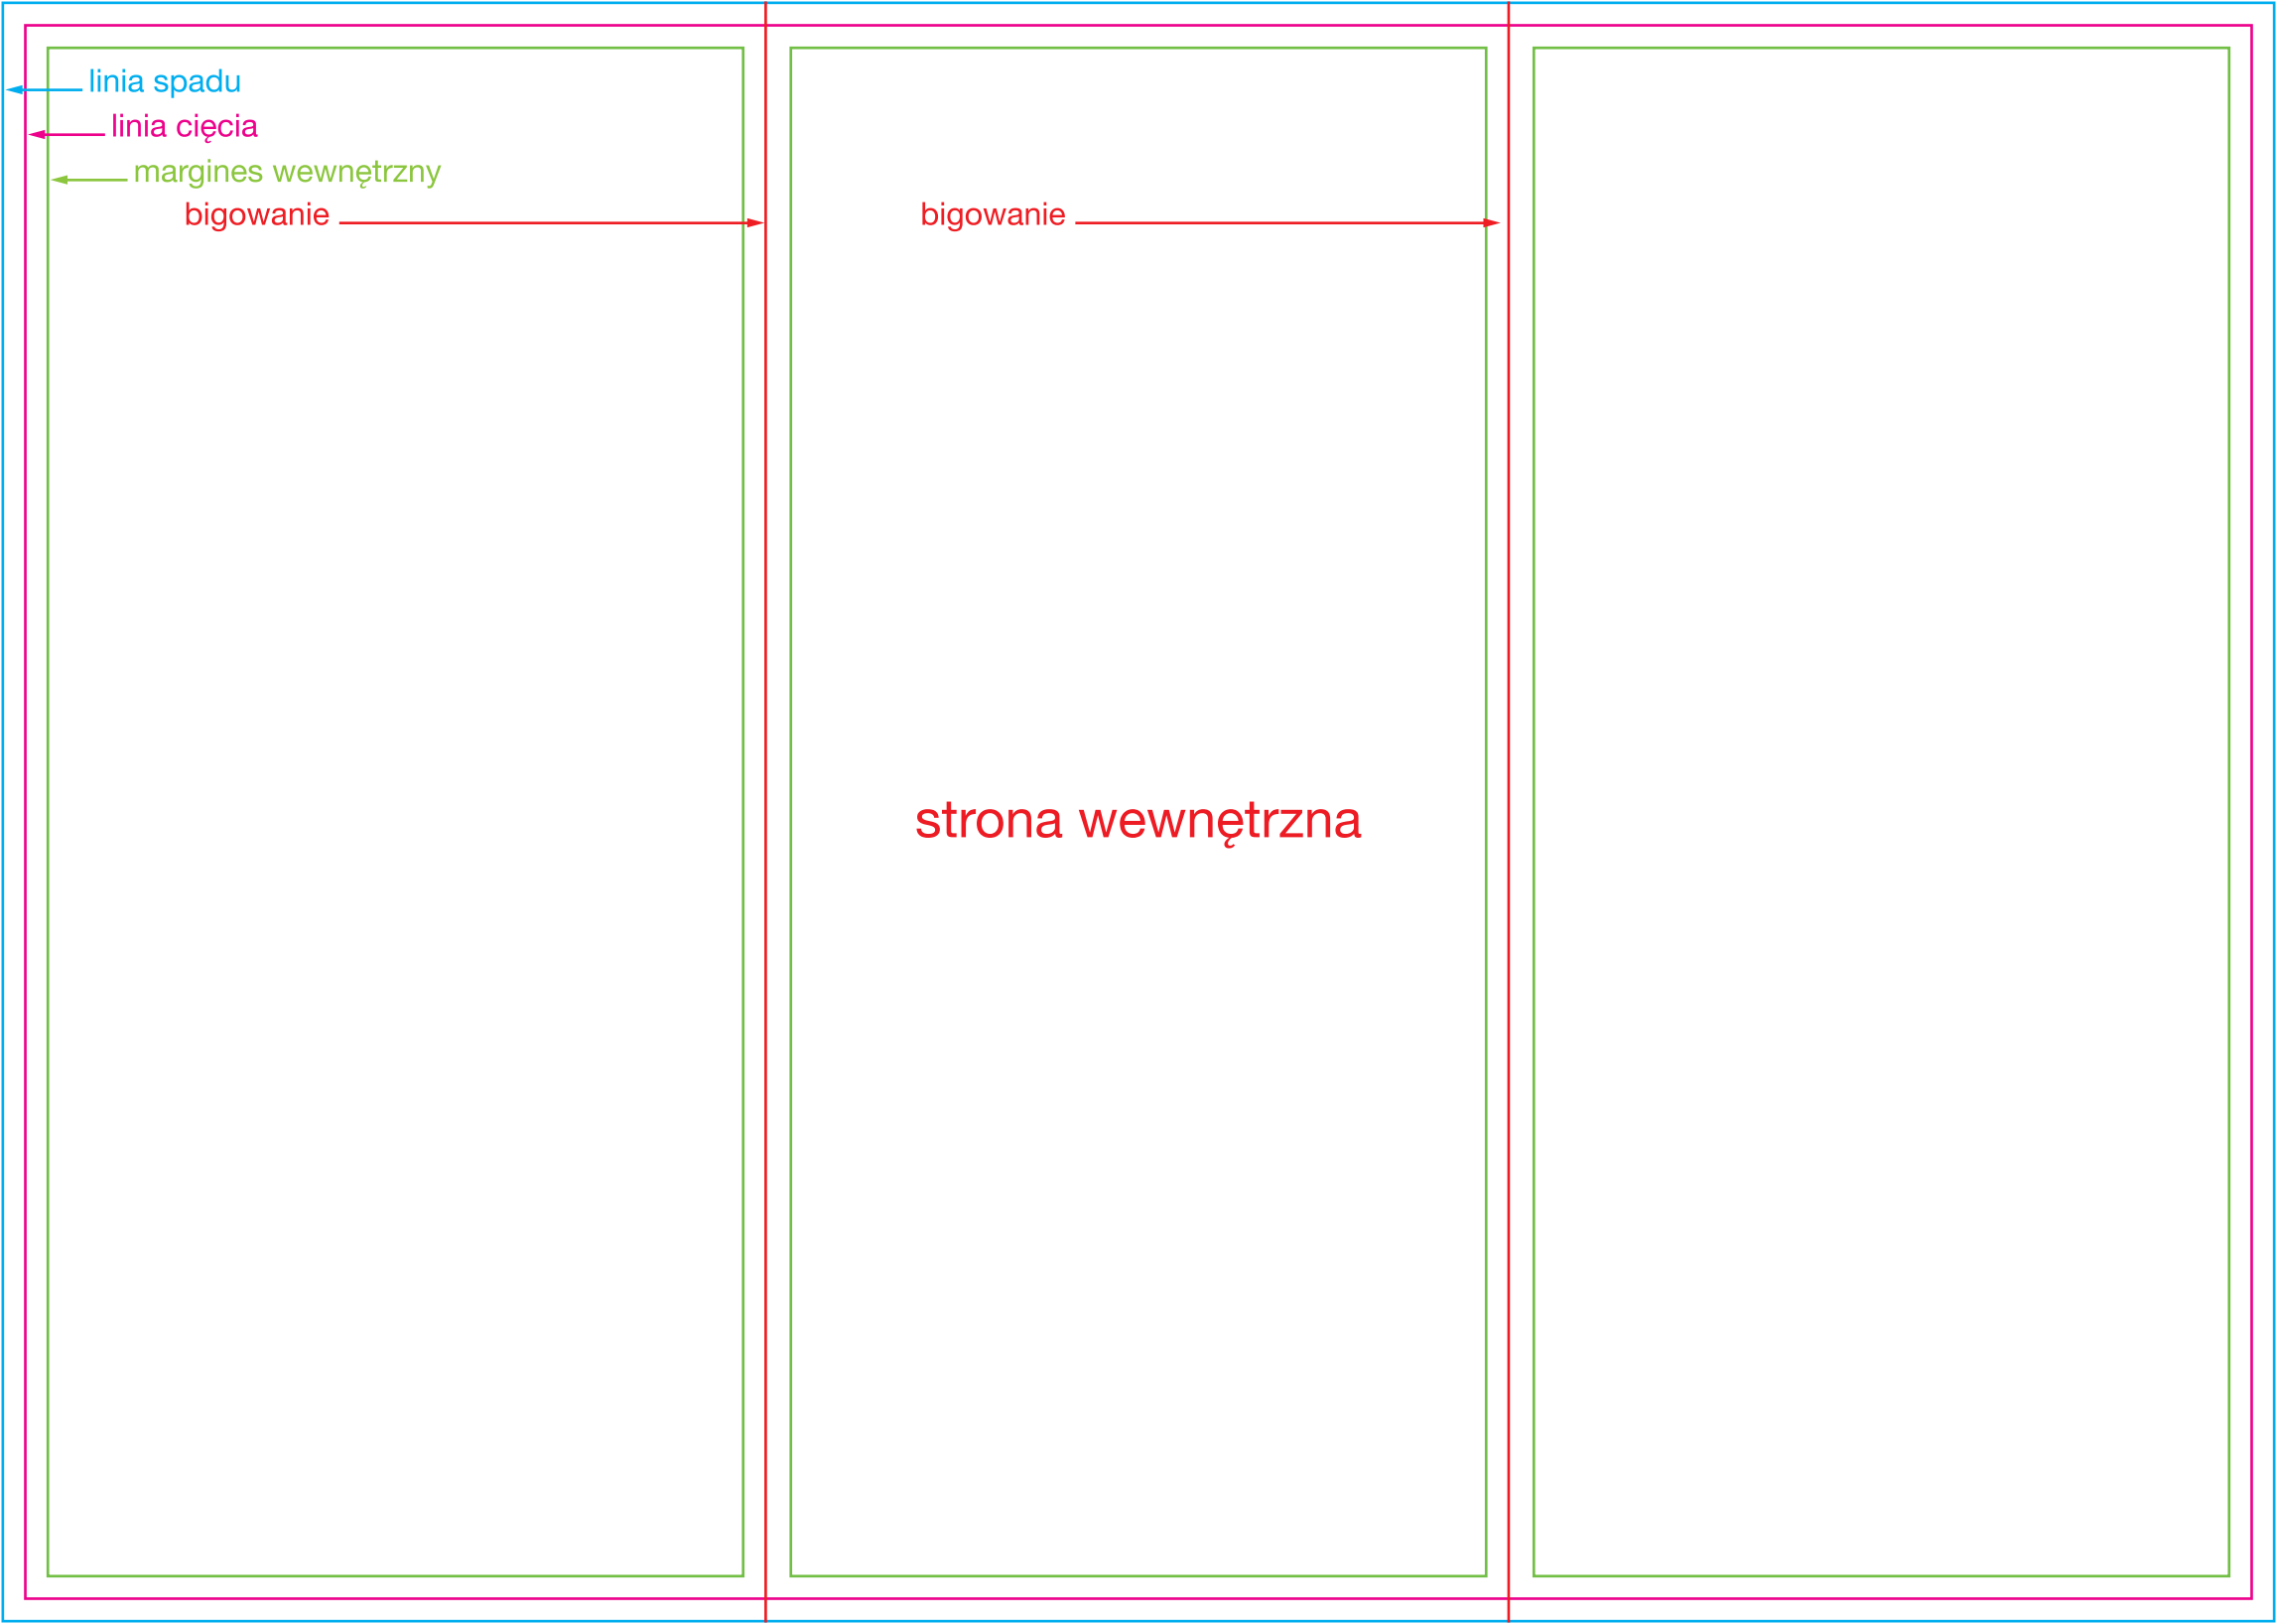 linia spadu
linia cięcia
margines wewnętrzny
bigowanie
bigowanie
strona wewnętrzna